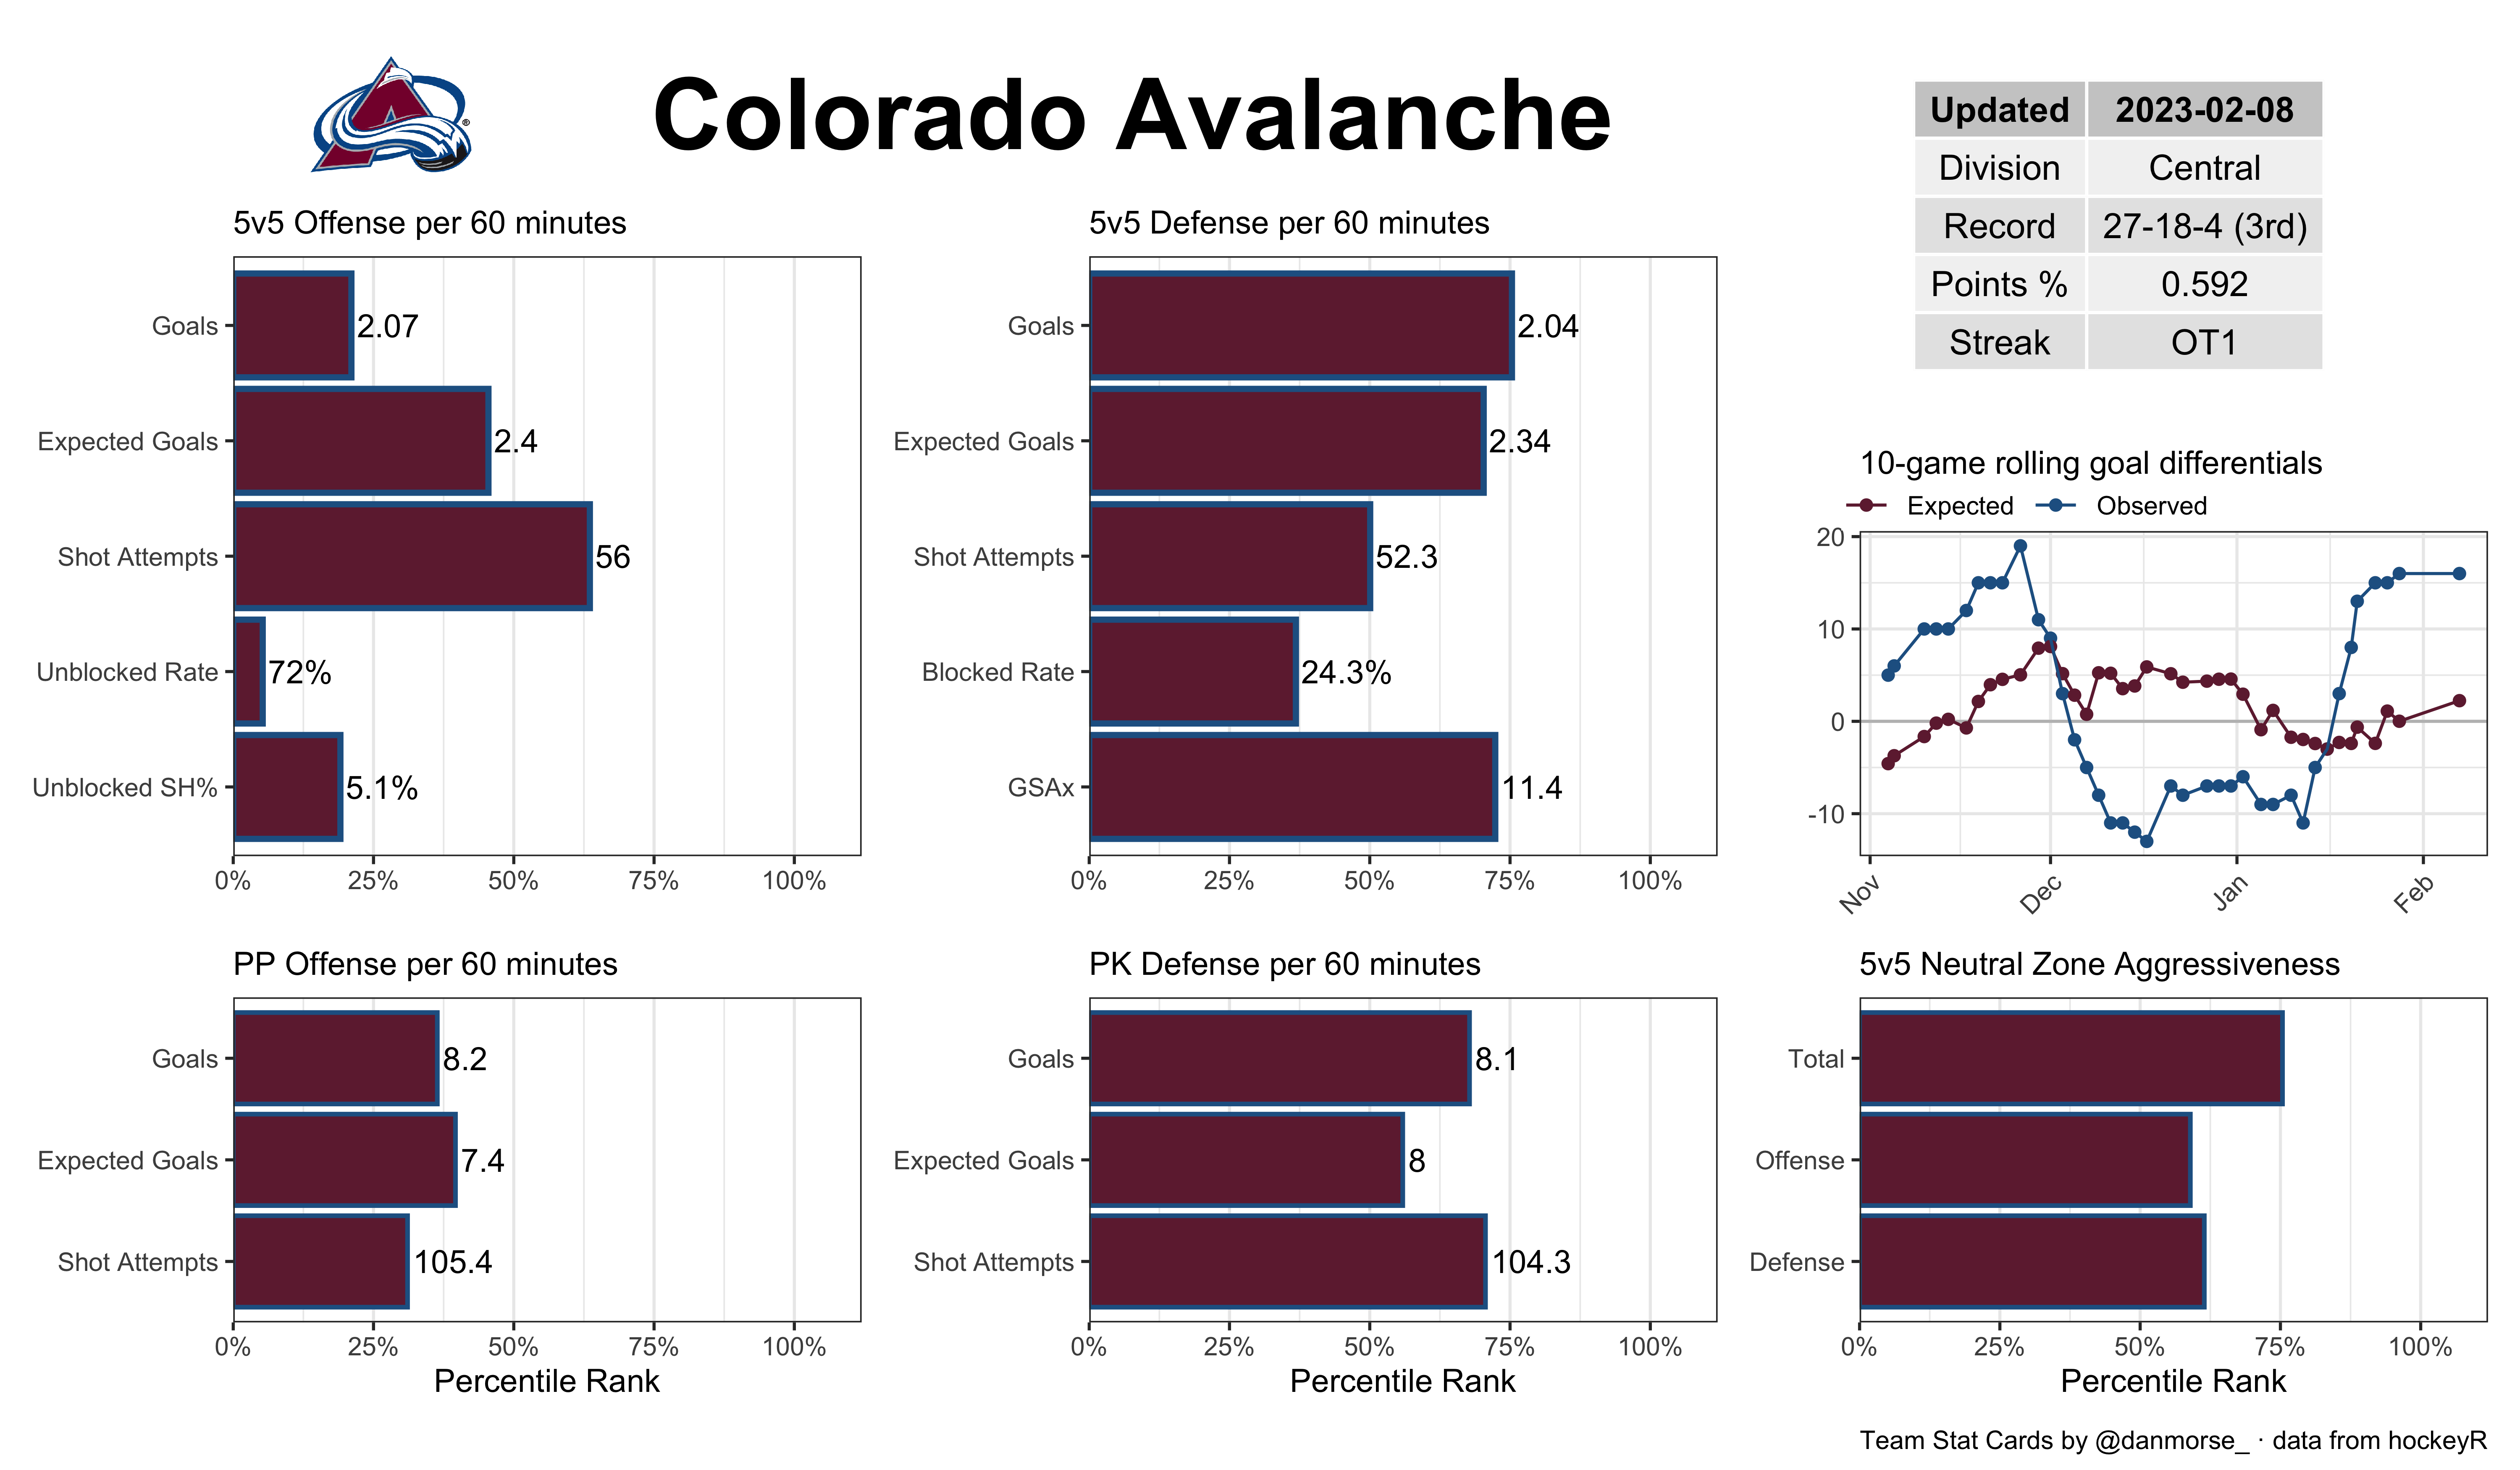 Colorado Avalanche
®
Updated 2023-02-08
Division Central
Record 27-18-4 (3rd)
Points % 0.592
Streak OT1
5v5 Offense per 60 minutes
Goals 2.07
Expected Goals 2.4
Shot Attempts 56
Unblocked Rate 72%
Unblocked SH% 5.1%
0% 25% 50% 75% 100%
5v5 Defense per 60 minutes
Goals 2.04
Expected Goals 2.34
Shot Attempts 52.3
Blocked Rate 24.3%
GSAx 11.4
0% 25% 50% 75% 100%
10-game rolling goal differentials
Expected Observed
20
10
0
-10
Nov Dec Jan Feb
PP Offense per 60 minutes
Goals 8.2
Expected Goals 7.4
Shot Attempts 105.4
0% 25% 50% 75% 100%
Percentile Rank
PK Defense per 60 minutes
Goals 8.1
Expected Goals 8
Shot Attempts 104.3
0% 25% 50% 75% 100%
Percentile Rank
5v5 Neutral Zone Aggressiveness
Total
Offense
Defense
0% 25% 50% 75% 100%
Percentile Rank
Team Stat Cards by @danmorse_ · data from hockeyR